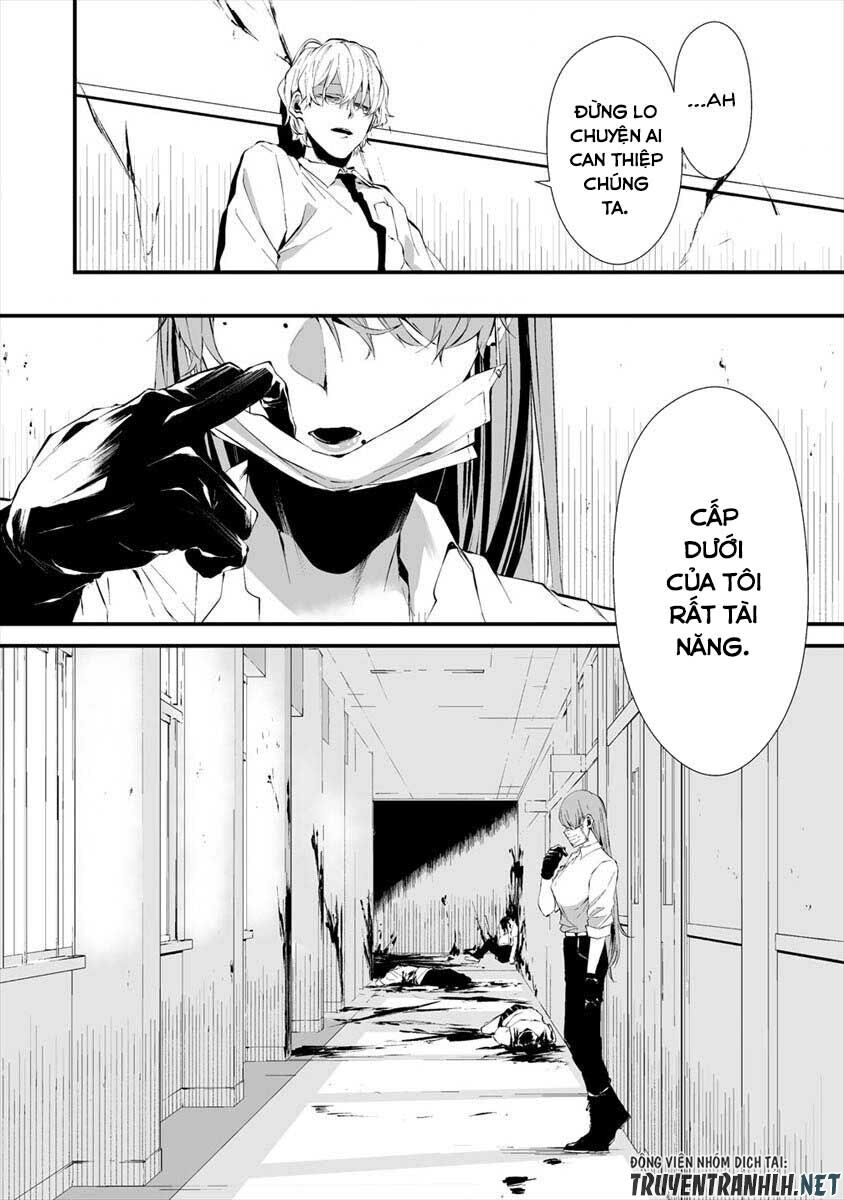 ...AH
ĐỪNG LO
CHUYỆN AI
CAN THIỆP
CHÚNG
TA.
CẤP
DƯỚI
CỦA TÔI
RẤT TÀI
NĂNG.
ĐỘNG VIÊN NHÓM DỊCH TẠI:
TRUYENTRANHLH.NET